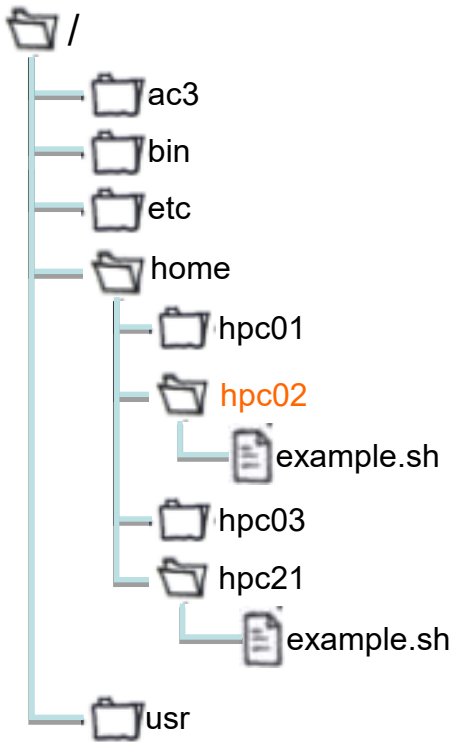 /
ac3
bin
etc
home
hpc01
hpc02
example.sh
hpc03
hpc21
example.sh
usr